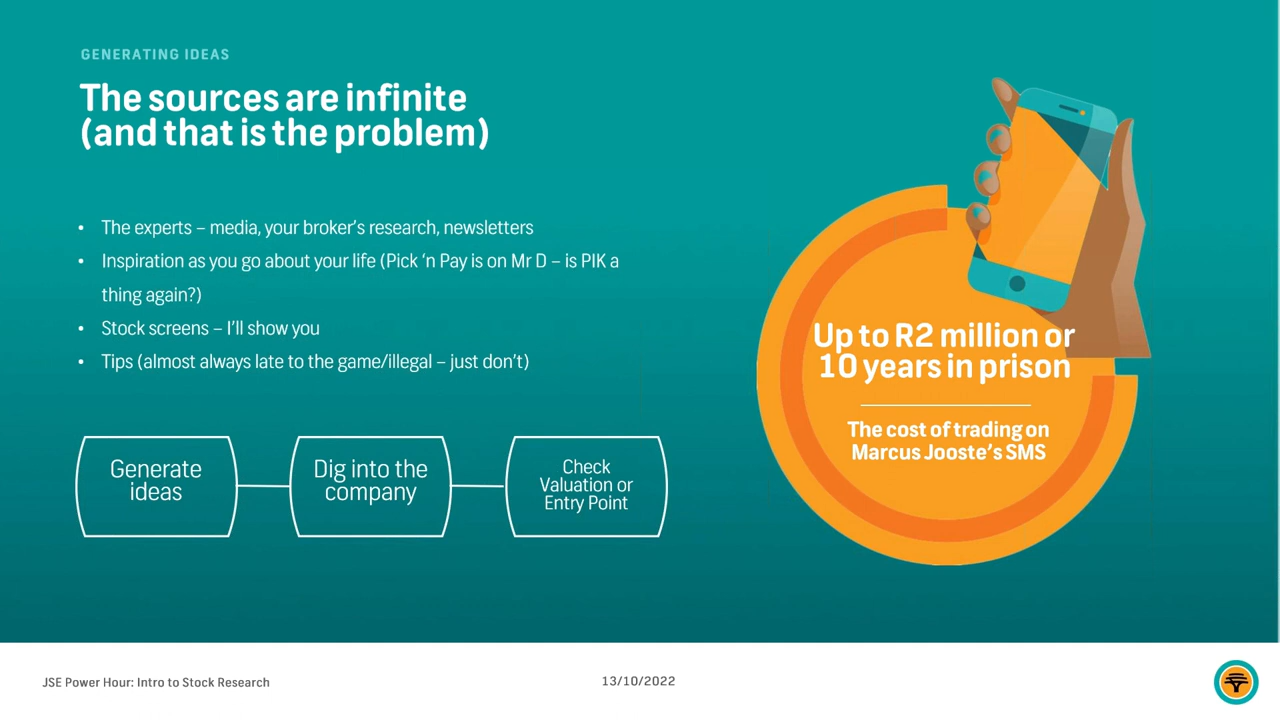 GENERATING IDEAS
The sources are infinite
(and that is the problem)
• The experts – media, your broker's research, newsletters
• Inspiration as you go about your life (Pick 'n Pay is on Mr D – is PIK a
thing again?)
• Stock screens – I'll show you
• Tips (almost always late to the game/illegal – just don't)
Generate
ideas
Dig into the
company
Check
Valuation or
Entry Point
Up to R2 million or
10 years in prison
The cost of trading on
Marcus Jooste's SMS
JSE Power Hour: Intro to Stock Research
13/10/2022